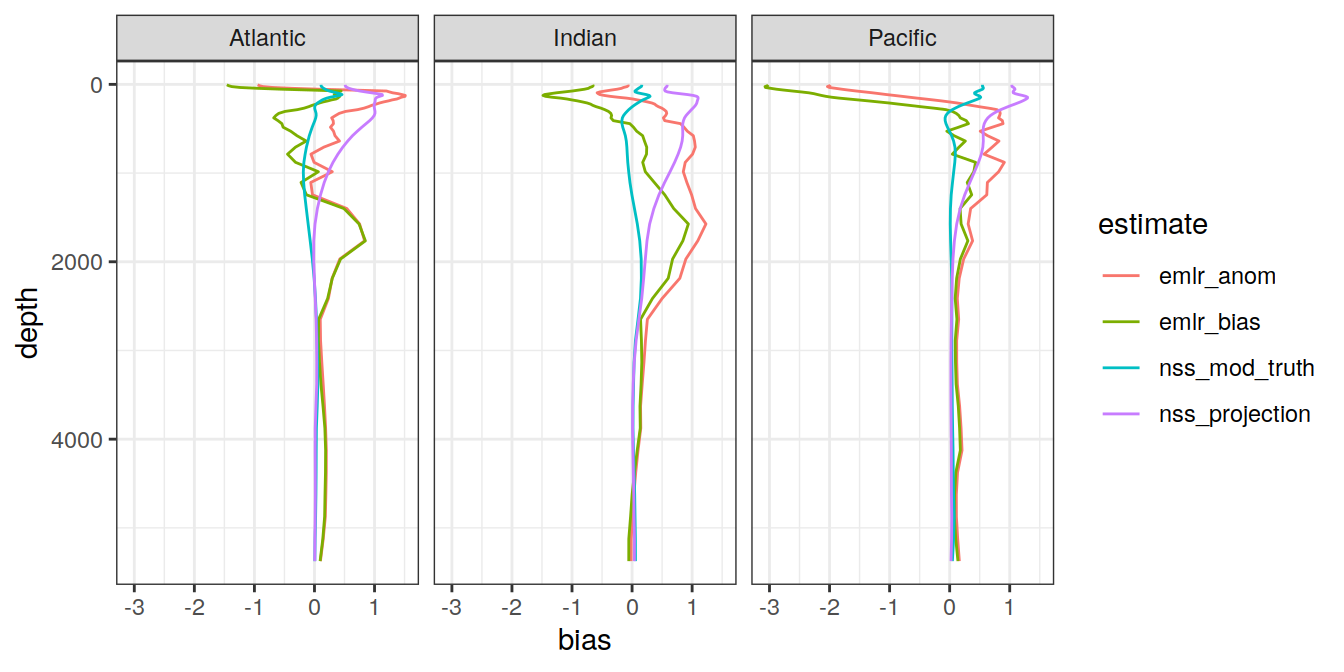 Atlantic Indian Pacific
0
2000
4000
depth
-3 -2 -1 0 1 -3 -2 -1 0 1 -3 -2 -1 0 1
bias
estimate
emlr_anom
emlr_bias
nss_mod_truth
nss_projection